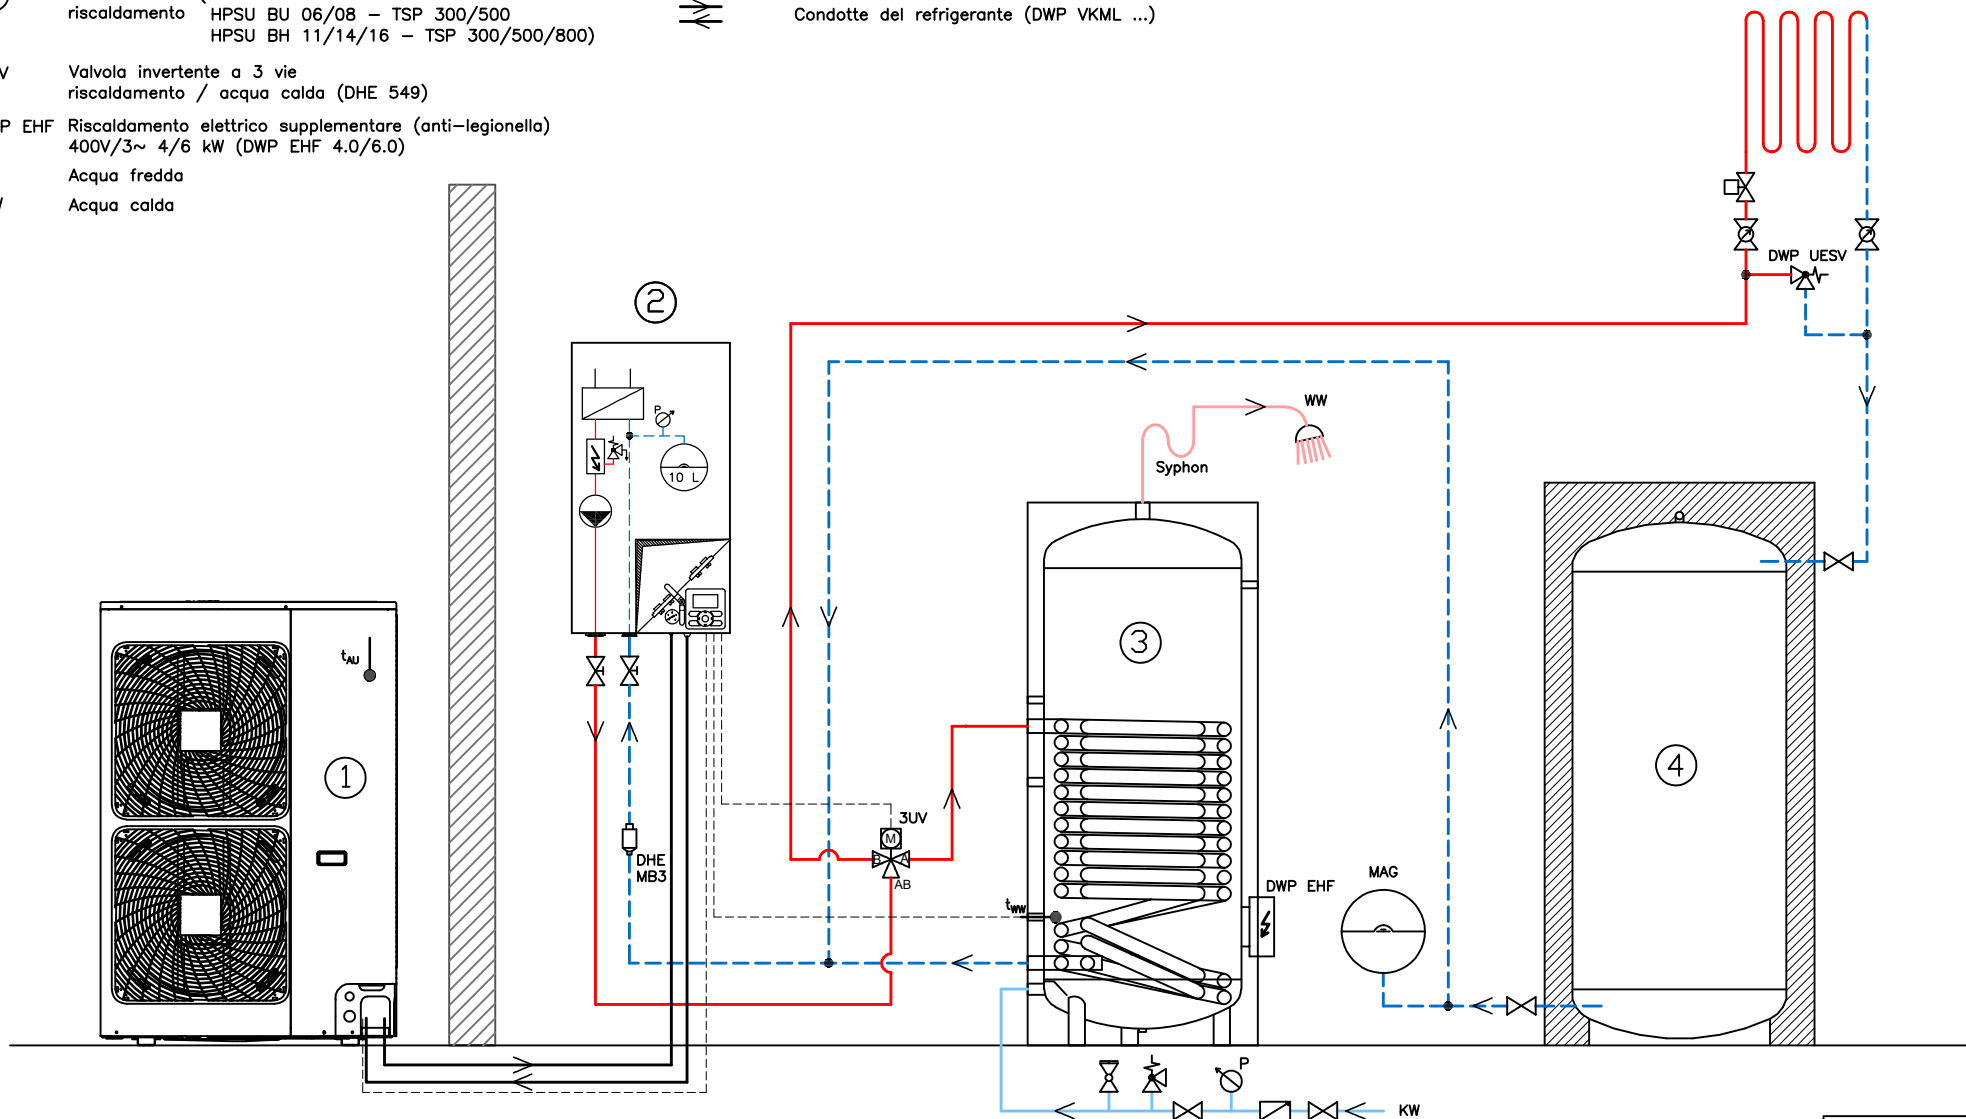 riscaldamento
HPSU BU 06/08 – TSP 300/500
HPSU BH 11/14/16 – TSP 300/500/800)
Condotte del refrigerante (DWP VKML ...)
V Valvola invertente a 3 vie
riscaldamento / acqua calda (DHE 549)
P EHF Riscaldamento elettrico supplementare (anti–legionella)
400V/3~ 4/6 kW (DWP EHF 4.0/6.0)
Acqua fredda
Acqua calda
DWP UESV
2
P
10 L
WW
Syphon
3
tAU
1
4
3UV
M
B A
AB
DHE
MB3
MAG
DWP EHF
tWW
P
KW